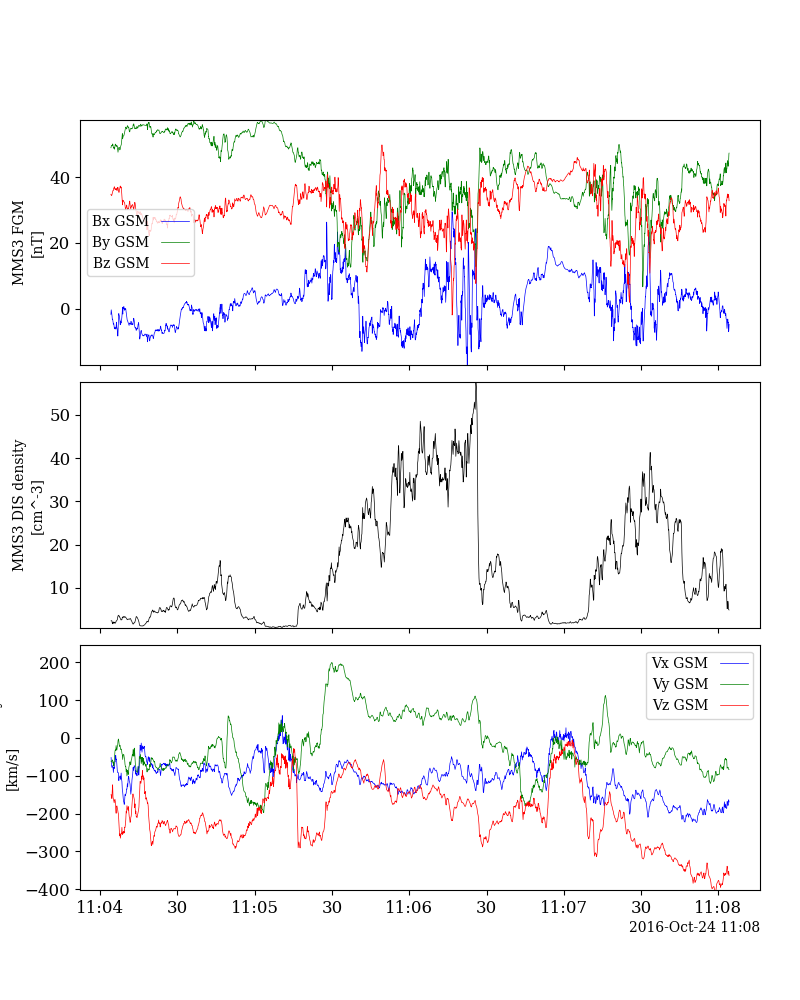 40
20
0
MMS3 FGM
[nT]
Bx GSM
By GSM
Bz GSM
50
40
30
20
10
MMS3 DIS density
[cm^-3]
200
100
0
−100
−200
−300
−400
[km/s]
Vx GSM
Vy GSM
Vz GSM
11:04 30 11:05 30 11:06 30 11:07 30 11:08
2016-Oct-24 11:08